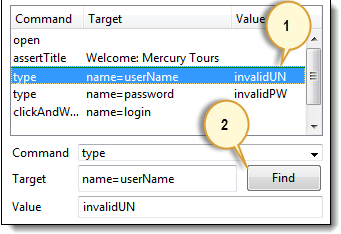 Command Target Value
1
open
assertTitle Welcome: Mercury Tours
type name=userName invalidUN
type name=password invalidPW
clickAndW... name=login
2
Command type
Target name=userName Find
Value invalidUN